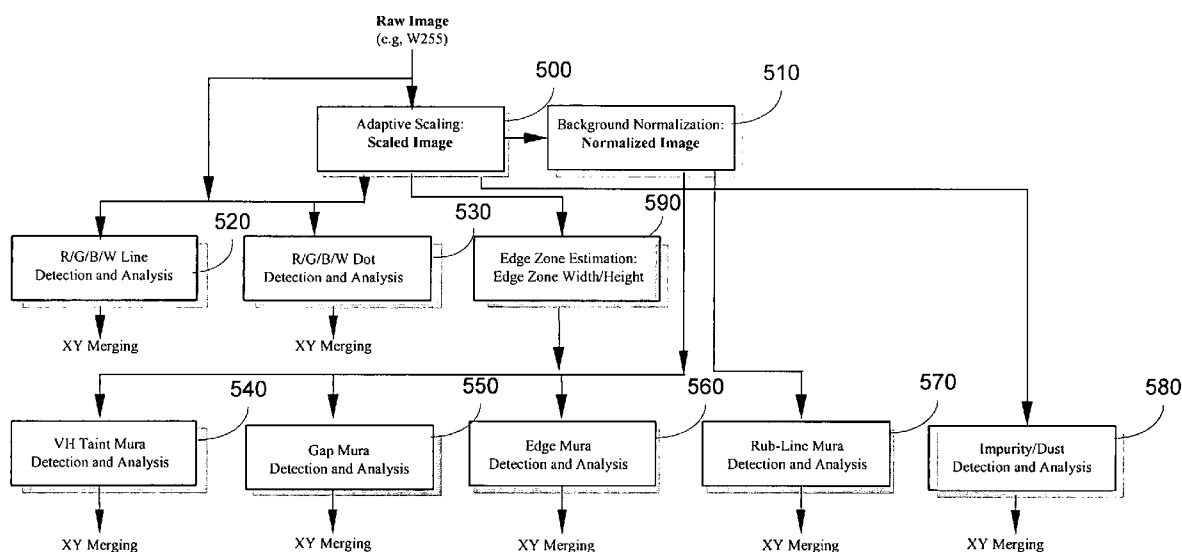 Raw Image
(e.g, W255)
500
510
Adaptive Scaling:
Scaled Image
Background Normalization:
Normalized Image
520
530
590
R/G/B/W Line
Detection and Analysis
R/G/B/W Dot
Detection and Analysis
Edge Zone Estimation:
Edge Zone Width/Height
XY Merging
XY Merging
540
550
560
570
580
VH Taint Mura
Detection and Analysis
Gap Mura
Detection and Analysis
Edge Mura
Detection and Analysis
Rub-Line Mura
Detection and Analysis
Impurity/Dust
Detection and Analysis
XY Merging
XY Merging
XY Merging
XY Merging
XY Merging